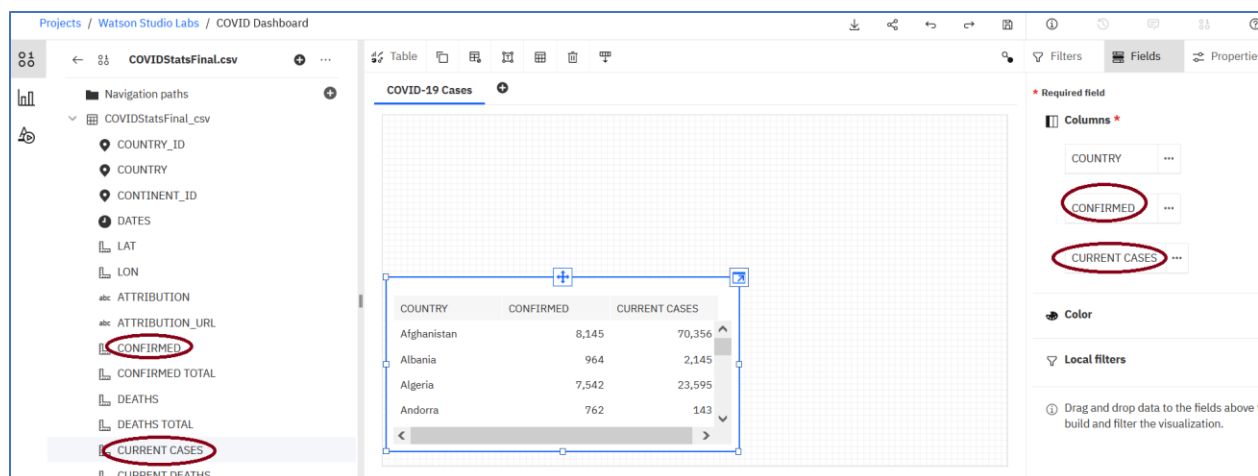 Projects / Watson Studio Labs / COVID Dashboard
COVIDStatsFinal.csv
Navigation paths
COVIDStatsFinal_csv
COUNTRY_ID
COUNTRY
CONTINENT_ID
DATES
LAT
LON
abc ATTRIBUTION
abc ATTRIBUTION_URL
CONFIRMED
CONFIRMED TOTAL
DEATHS
DEATHS TOTAL
CURRENT CASES
CURRENT DEATHS
Table
COVID-19 Cases
COUNTRY CONFIRMED CURRENT CASES
Afghanistan 8,145 70,356
Albania 964 2,145
Algeria 7,542 23,595
Andorra 762 143
Filters Fields Propertie
* Required field
Columns *
COUNTRY
CONFIRMED
CURRENT CASES
Color
Local filters
Drag and drop data to the fields above
build and filter the visualization.